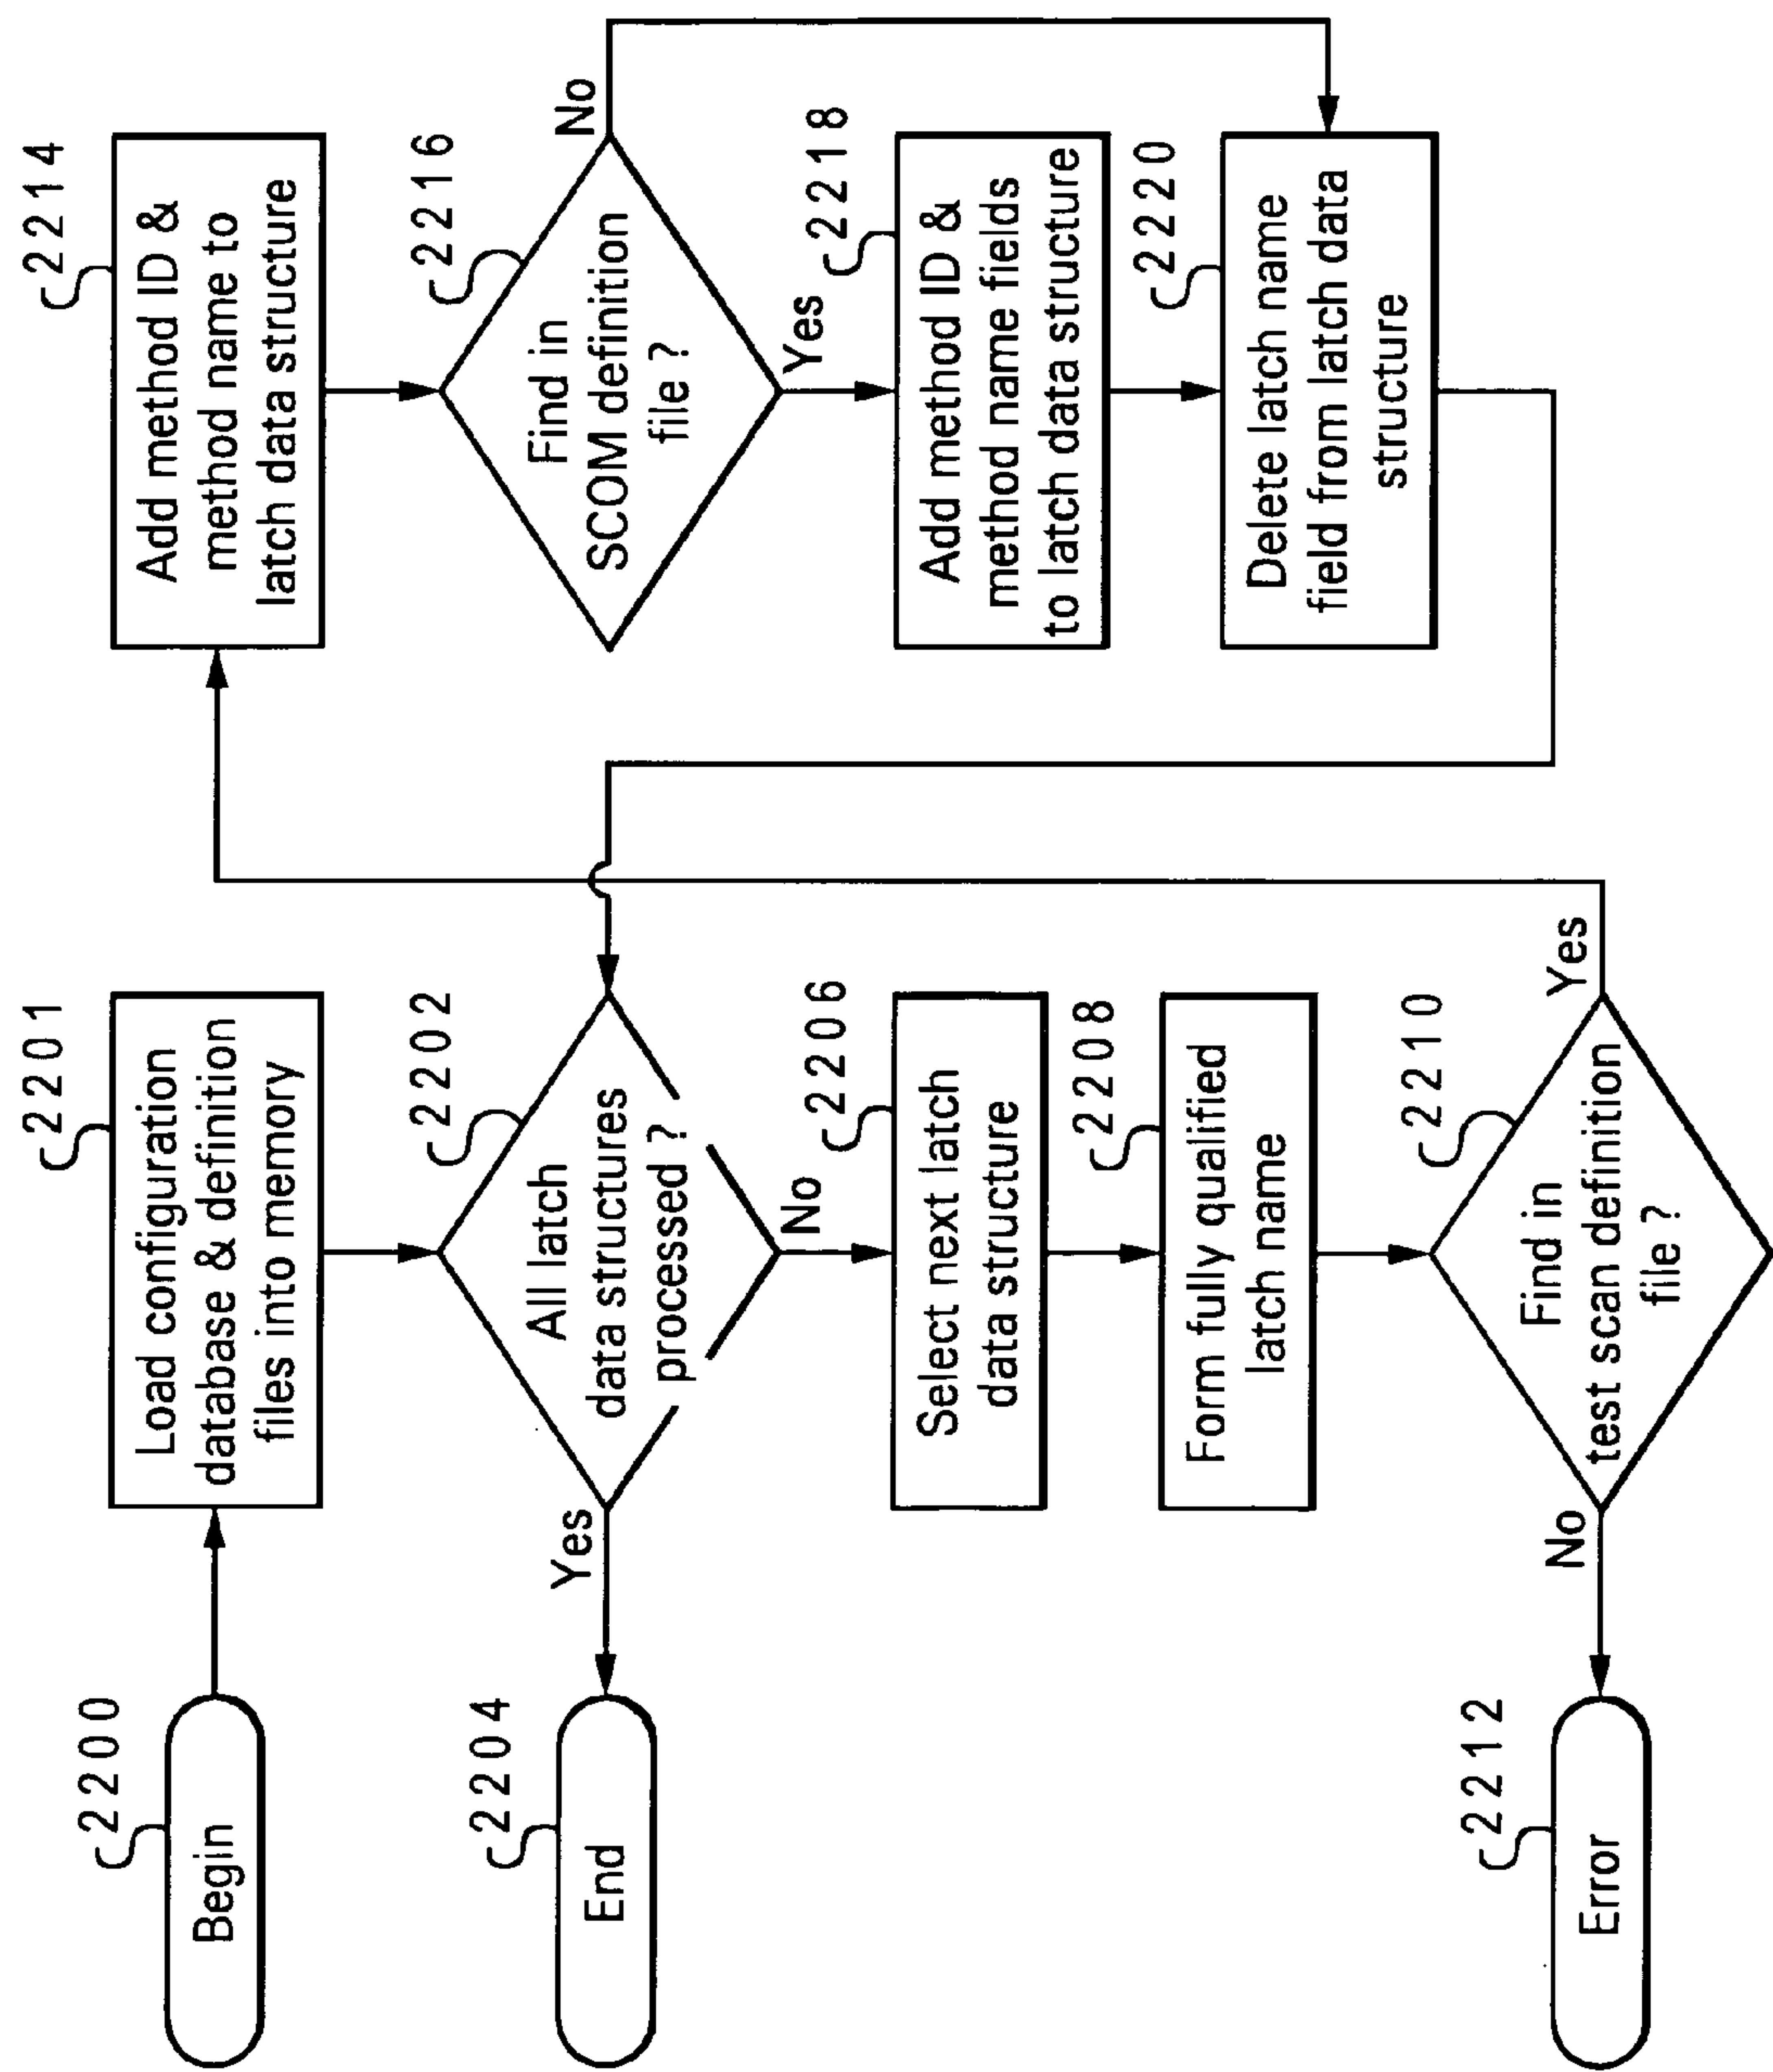 2200
Begin
2201
Load configuration
database & definition
files into memory
2202
All latch
data structures
processed ?
Yes
No
2204
End
2206
Select next latch
data structure
2208
Form fully qualified
latch name
2210
Find in
test scan definition
file ?
No
Yes
2212
Error
2214
Add method ID &
method name to
latch data structure
2216
Find in
SCOM definition
file ?
No
Yes
2218
Add method ID &
method name fields
to latch data structure
2220
Delete latch name
field from latch data
structure